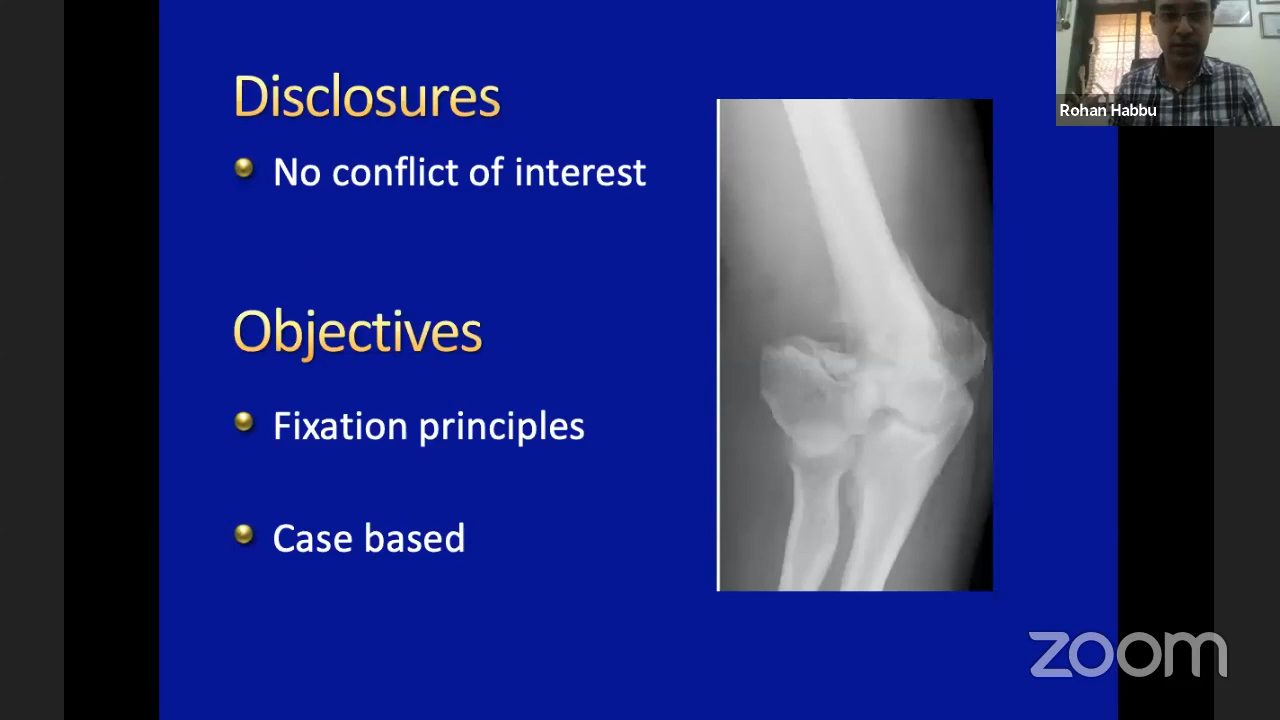 Disclosures
No conflict of interest
Objectives
Fixation principles
Case based
Rohan Habbu
zoom